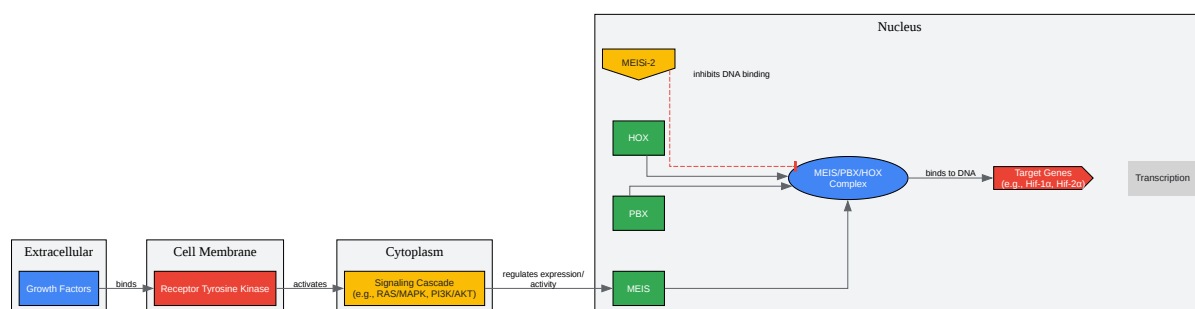 Nucleus
MEISi-2
inhibits DNA binding
HOX
MEIS/PBX/HOX
Complex
binds to DNA
Target Genes
(e.g., Hif-1α, Hif-2α)
Transcription
PBX
Extracellular
Cell Membrane
Cytoplasm
Growth Factors
binds
Receptor Tyrosine Kinase
activates
Signaling Cascade
(e.g., RAS/MAPK, PI3K/AKT)
regulates expression/
activity
MEIS